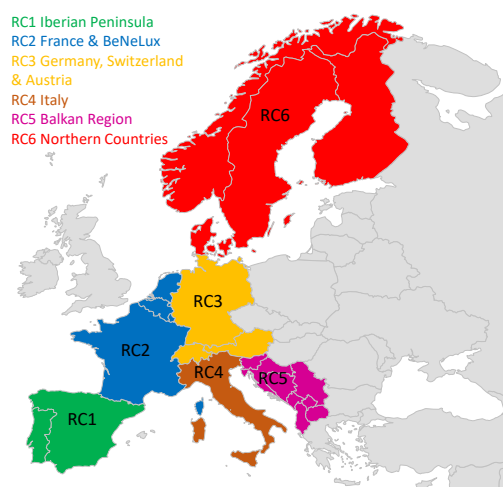 RC1 Iberian Peninsula
RC2 France & BeNeLux
RC3 Germany, Switzerland
& Austria
RC4 Italy
RC5 Balkan Region
RC6 Northern Countries
RC6
RC3
RC2
RC4
RC5
RC1